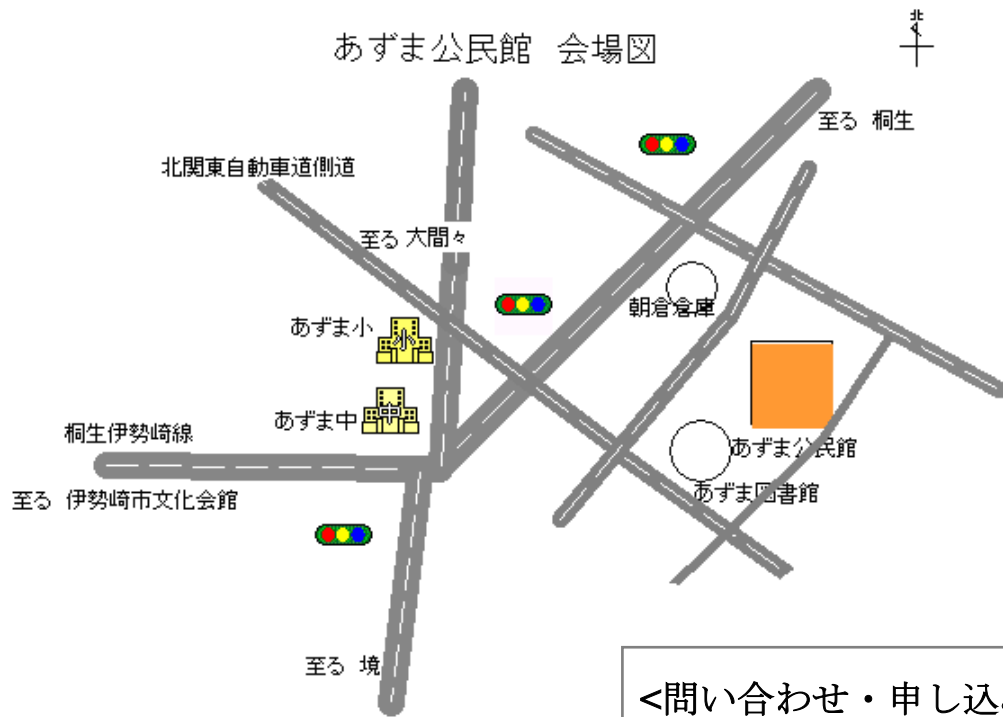 あずま公民館 会場図
北
至る 桐生
北関東自動車道側道
至る 大間々
朝倉倉庫
あずま小
小
あずま中
中
桐生伊勢崎線
あずま公民館
至る 伊勢崎市文化会館
あずま図書館
至る 境
<問い合わせ・申し込